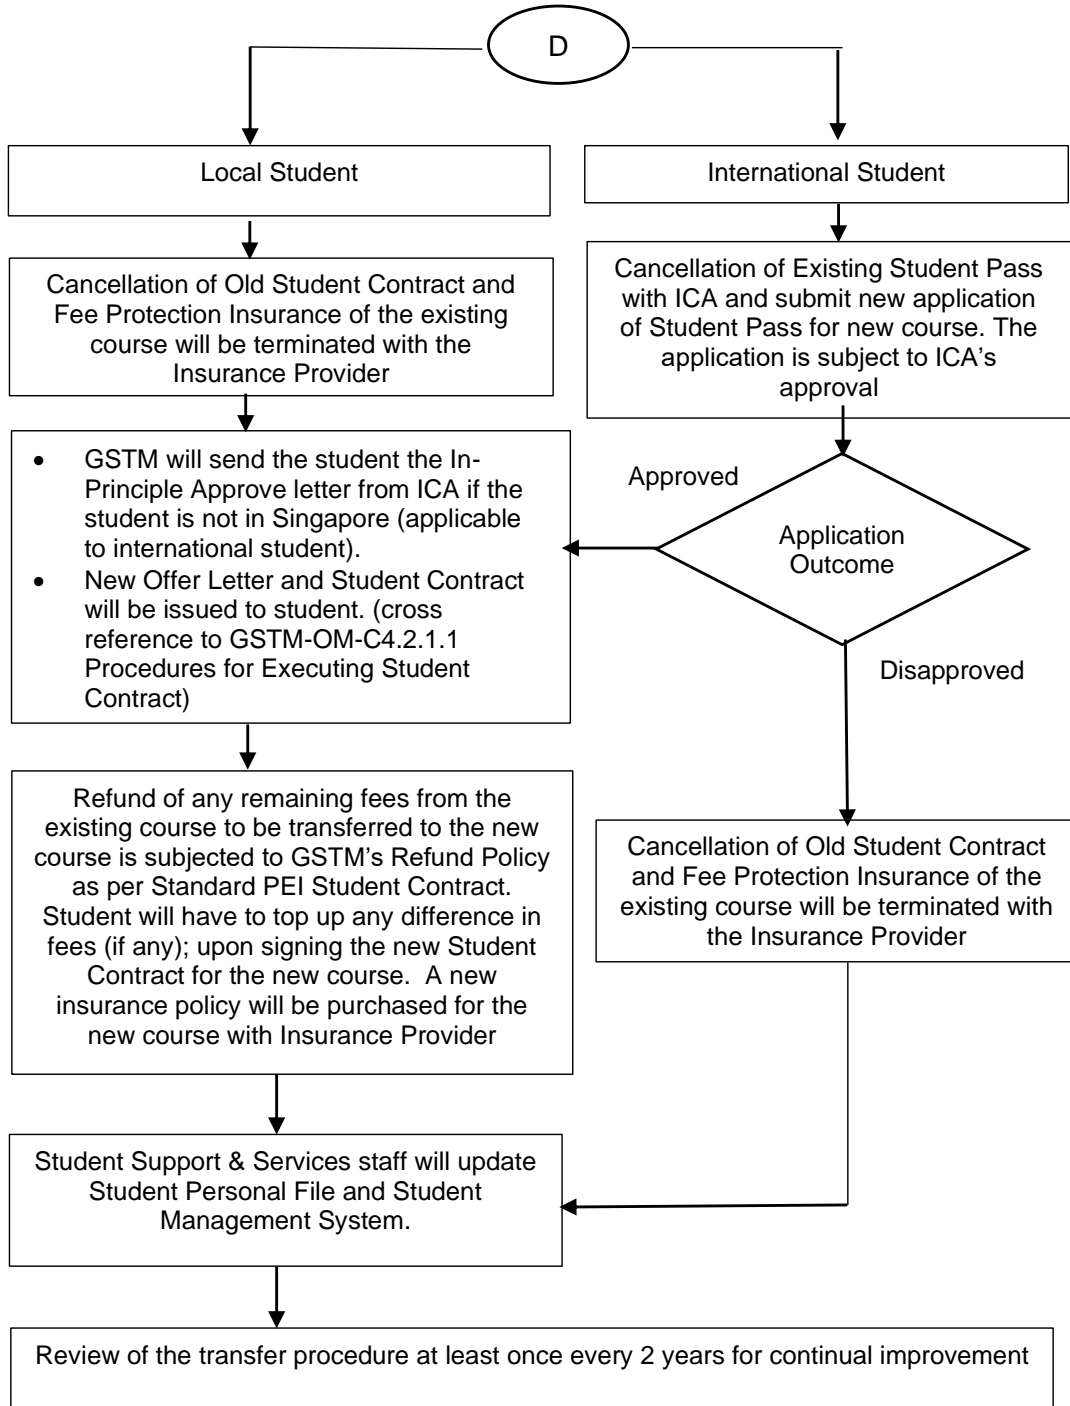 D
Local Student
International Student
Cancellation of Old Student Contract and
Fee Protection Insurance of the existing
course will be terminated with the
Insurance Provider
Cancellation of Existing Student Pass
with ICA and submit new application
of Student Pass for new course. The
application is subject to ICA’s
approval
• GSTM will send the student the In-
Principle Approve letter from ICA if the
student is not in Singapore (applicable
to international student).
• New Offer Letter and Student Contract
will be issued to student. (cross
reference to GSTM-OM-C4.2.1.1
Procedures for Executing Student
Contract)
Approved
Application
Outcome
Disapproved
Refund of any remaining fees from the
existing course to be transferred to the new
course is subjected to GSTM’s Refund Policy
as per Standard PEI Student Contract.
Student will have to top up any difference in
fees (if any); upon signing the new Student
Contract for the new course. A new
insurance policy will be purchased for the
new course with Insurance Provider
Cancellation of Old Student Contract
and Fee Protection Insurance of the
existing course will be terminated with
the Insurance Provider
Student Support & Services staff will update
Student Personal File and Student
Management System.
Review of the transfer procedure at least once every 2 years for continual improvement